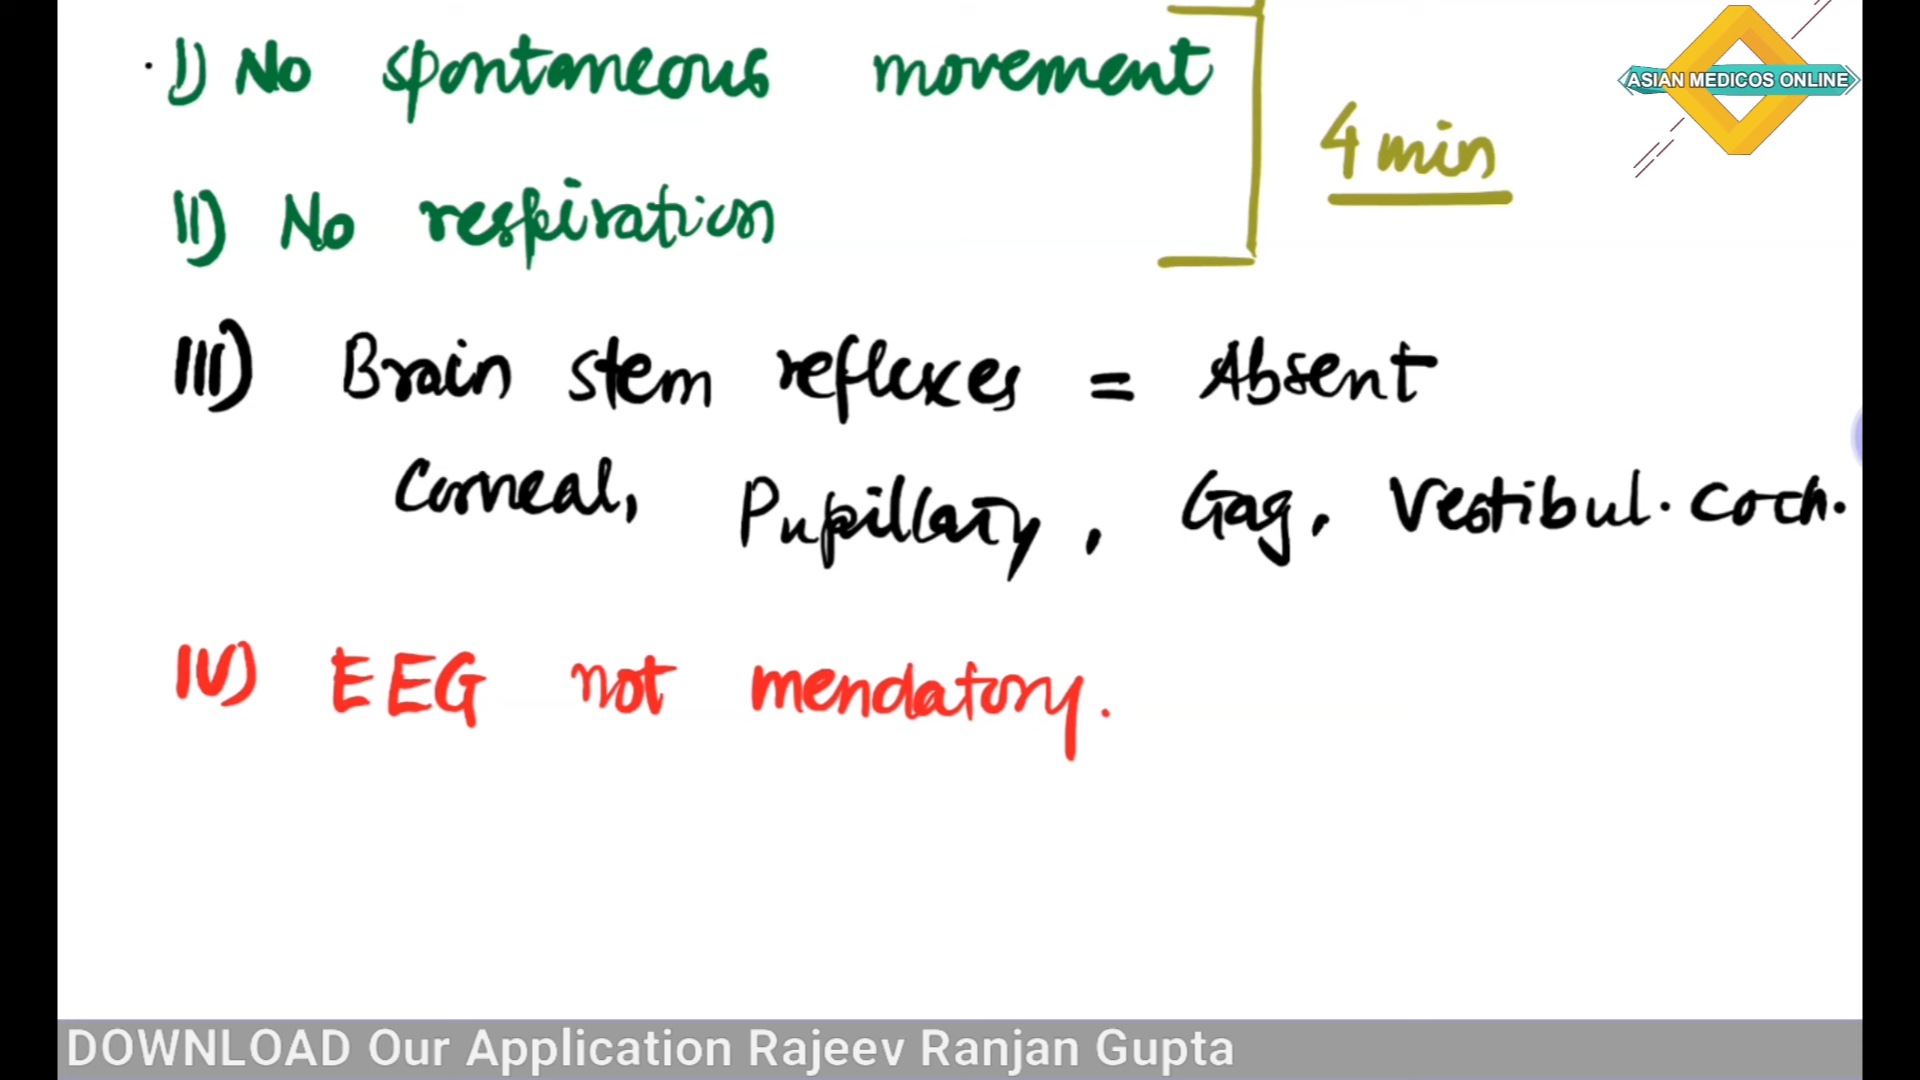 I) No spontaneous movement
4 min
II) No respiration
III) Brain stem reflexes = Absent
Corneal, Pupillary, Gag, Vestibul. Coch.
IV) EEG not mendatory.
ASIAN MEDICOS ONLINE
DOWNLOAD Our Application Rajeev Ranjan Gupta